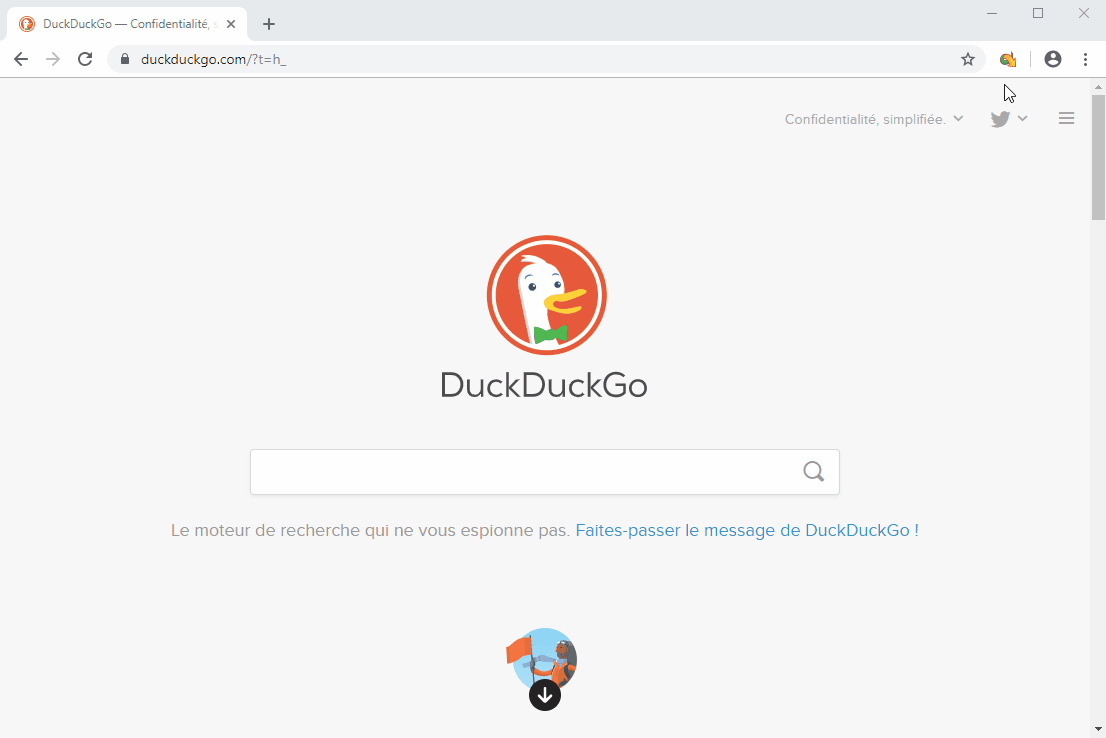 DuckDuckGo — Confidentialité, s
duckduckgo.com/?t=h_
Confidentialité, simplifiée.
DuckDuckGo
Le moteur de recherche qui ne vous espionne pas. Faites-passer le message de DuckDuckGo !